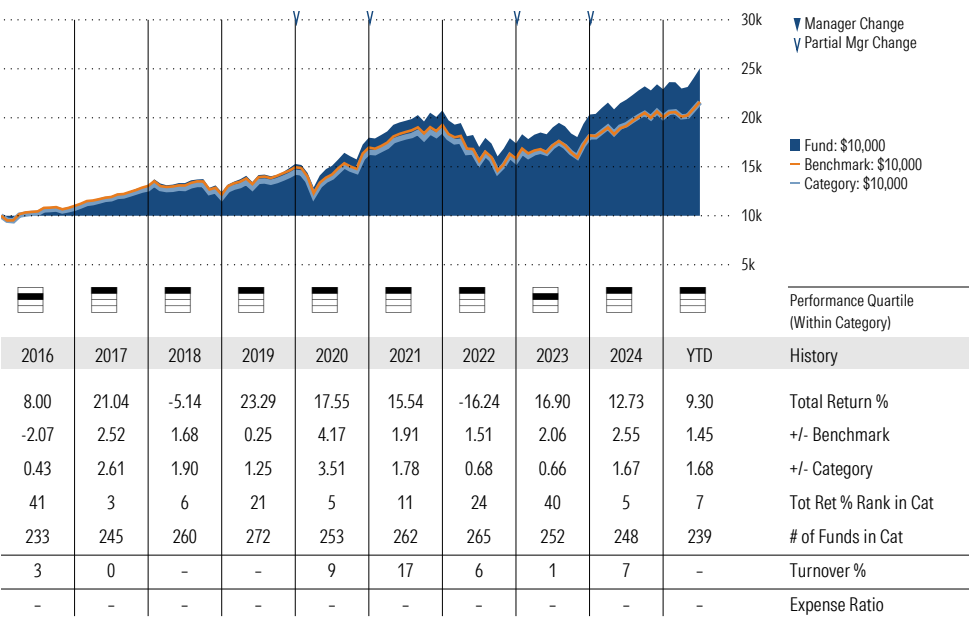 30k
25k
20k
15k
10k
5k
Manager Change
Partial Mgr Change
Fund: $10,000
Benchmark: $10,000
Category: $10,000
Performance Quartile
(Within Category)
2016 2017 2018 2019 2020 2021 2022 2023 2024 YTD History
8.00 21.04 -5.14 23.29 17.55 15.54 -16.24 16.90 12.73 9.30 Total Return %
-2.07 2.52 1.68 0.25 4.17 1.91 1.51 2.06 2.55 1.45 +/- Benchmark
0.43 2.61 1.90 1.25 3.51 1.78 0.68 0.66 1.67 1.68 +/- Category
41 3 6 21 5 11 24 40 5 7 Tot Ret % Rank in Cat
233 245 260 272 253 262 265 252 248 239 # of Funds in Cat
3 0 – – 9 17 6 1 7 – Turnover %
– – – – – – – – – – Expense Ratio